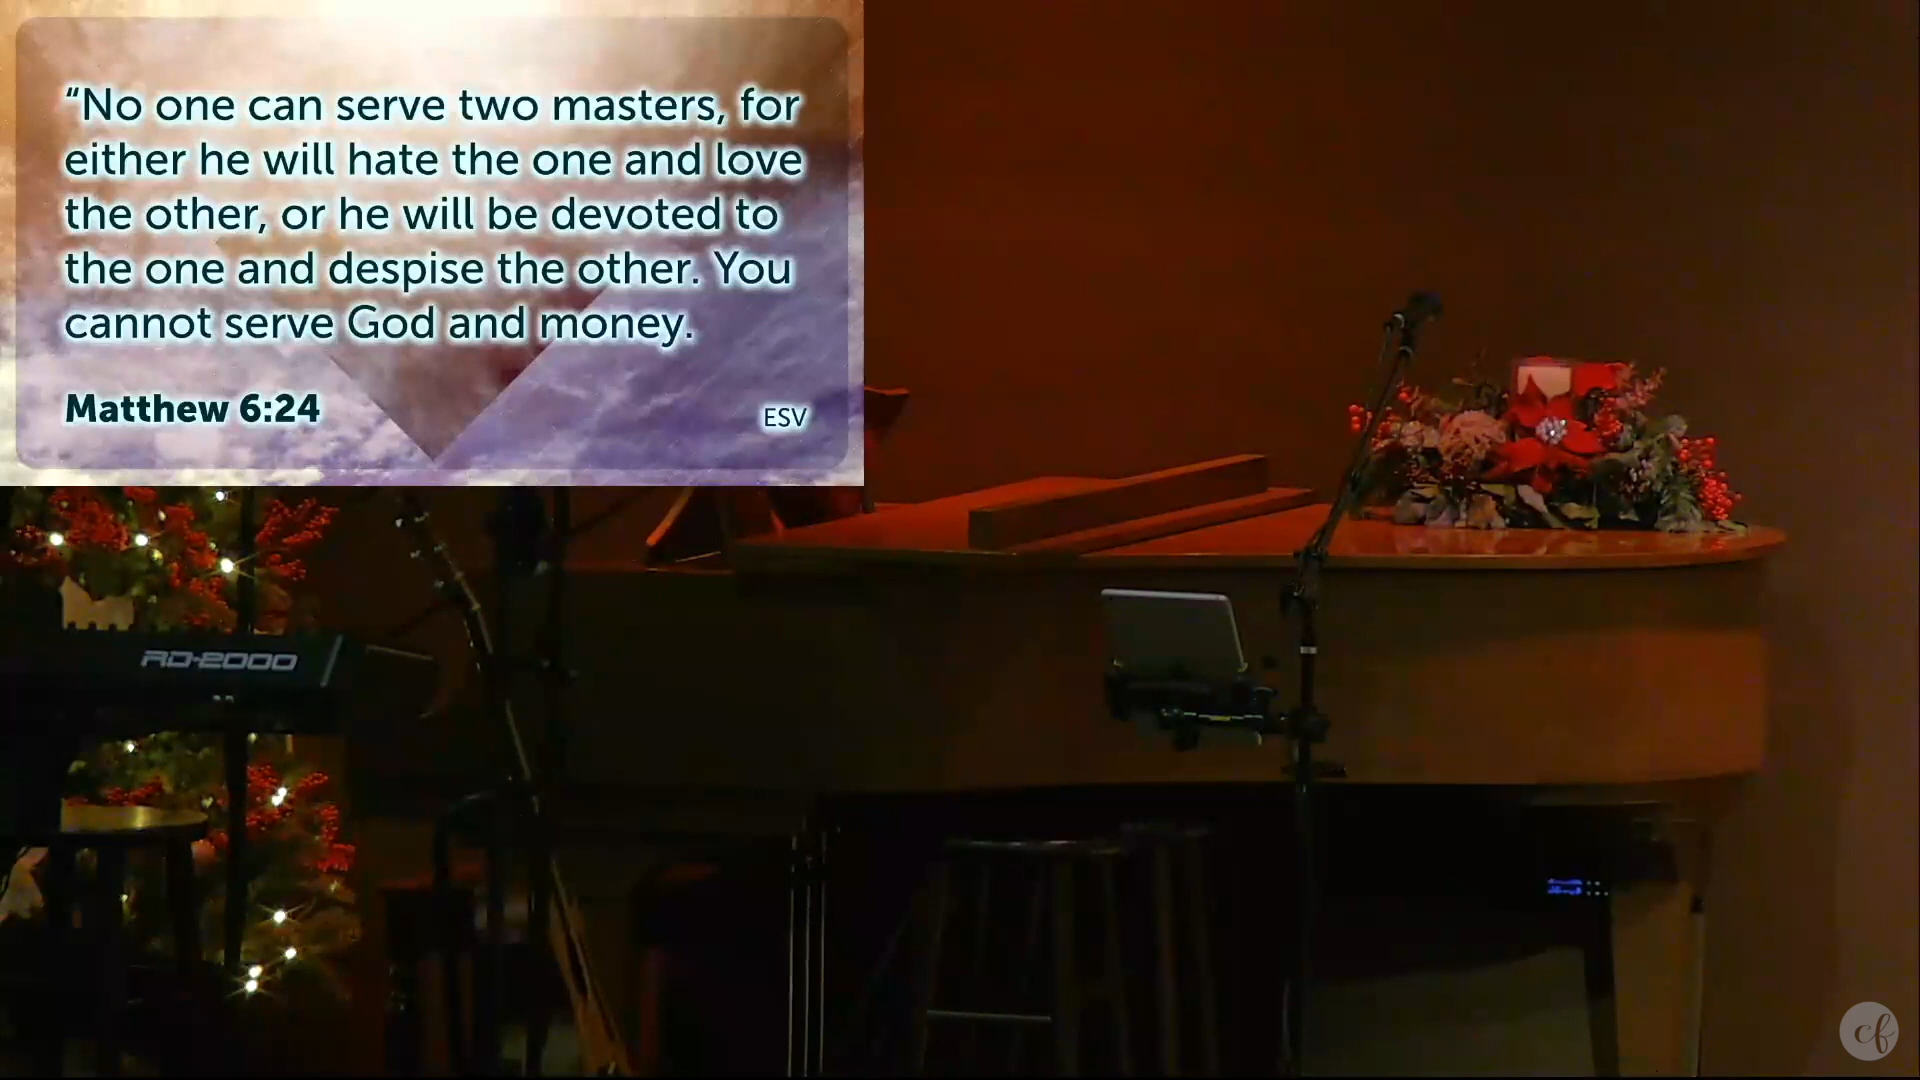 “No one can serve two masters, for
either he will hate the one and love
the other, or he will be devoted to
the one and despise the other. You
cannot serve God and money.
Matthew 6:24
ESV
RD-2000
cf